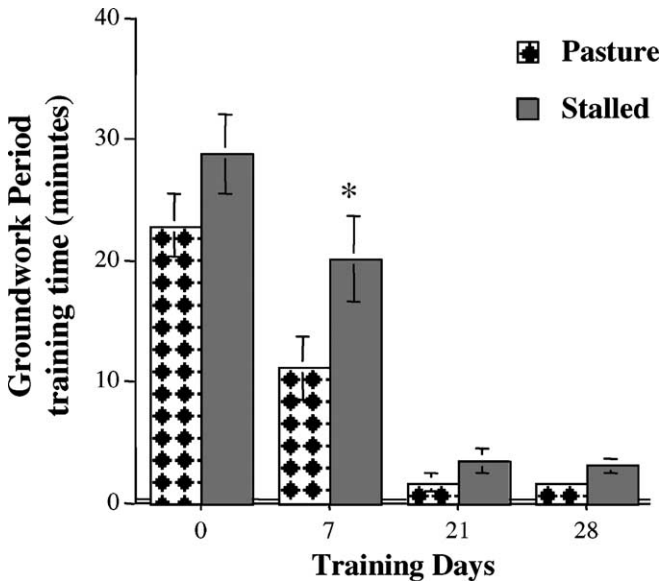 40
Pasture
Stalled
30
*
20
10
0
Groundwork Period
training time (minutes)
0 7 21 28
Training Days